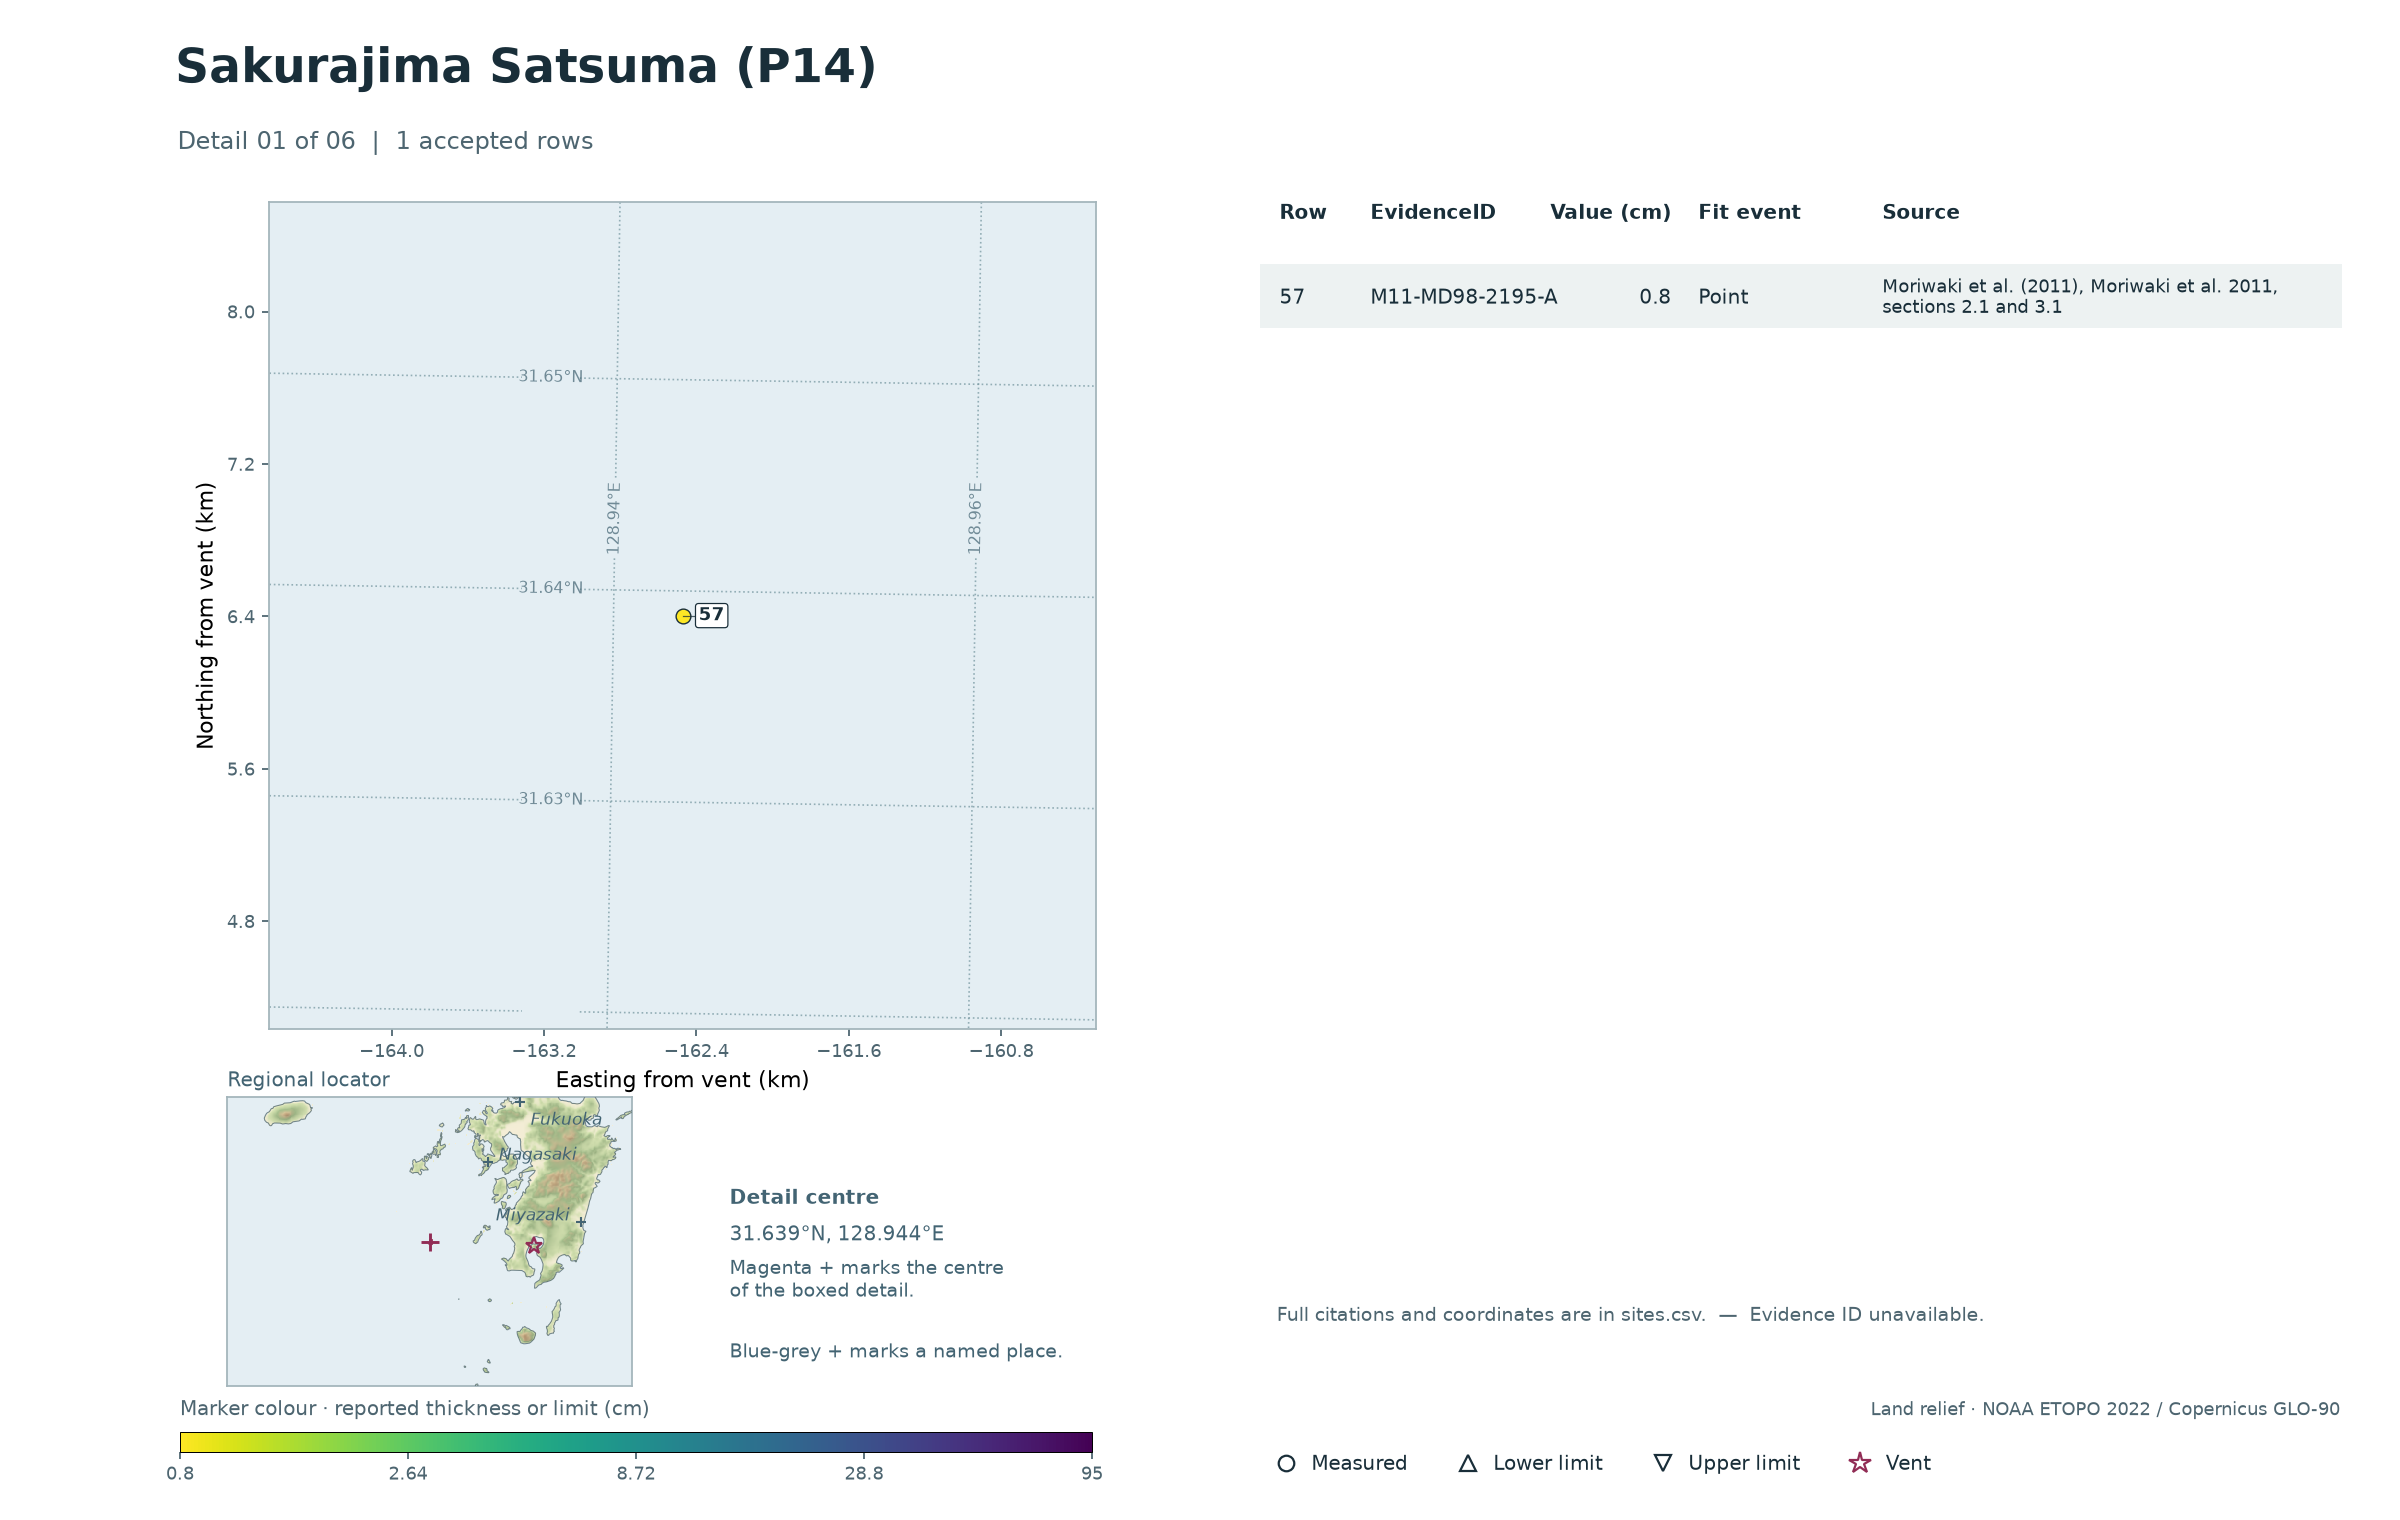 Sakurajima Satsuma (P14)
Detail 01 of 06 | 1 accepted rows
Row EvidenceID Value (cm) Fit event Source
57 M11-MD98-2195-A 0.8 Point Moriwaki et al. (2011), Moriwaki et al. 2011,
sections 2.1 and 3.1
Northing from vent (km)
8.0
7.2
6.4
5.6
4.8
31.65°N
31.64°N
31.63°N
128.94°E
128.96°E
57
−164.0 −163.2 −162.4 −161.6 −160.8
Easting from vent (km)
Regional locator
Fukuoka
Nagasaki
Miyazaki
Detail centre
31.639°N, 128.944°E
Magenta + marks the centre
of the boxed detail.
Blue-grey + marks a named place.
Full citations and coordinates are in sites.csv. — Evidence ID unavailable.
Marker colour · reported thickness or limit (cm)
0.8 2.64 8.72 28.8 95
Land relief · NOAA ETOPO 2022 / Copernicus GLO-90
Measured Lower limit Upper limit Vent